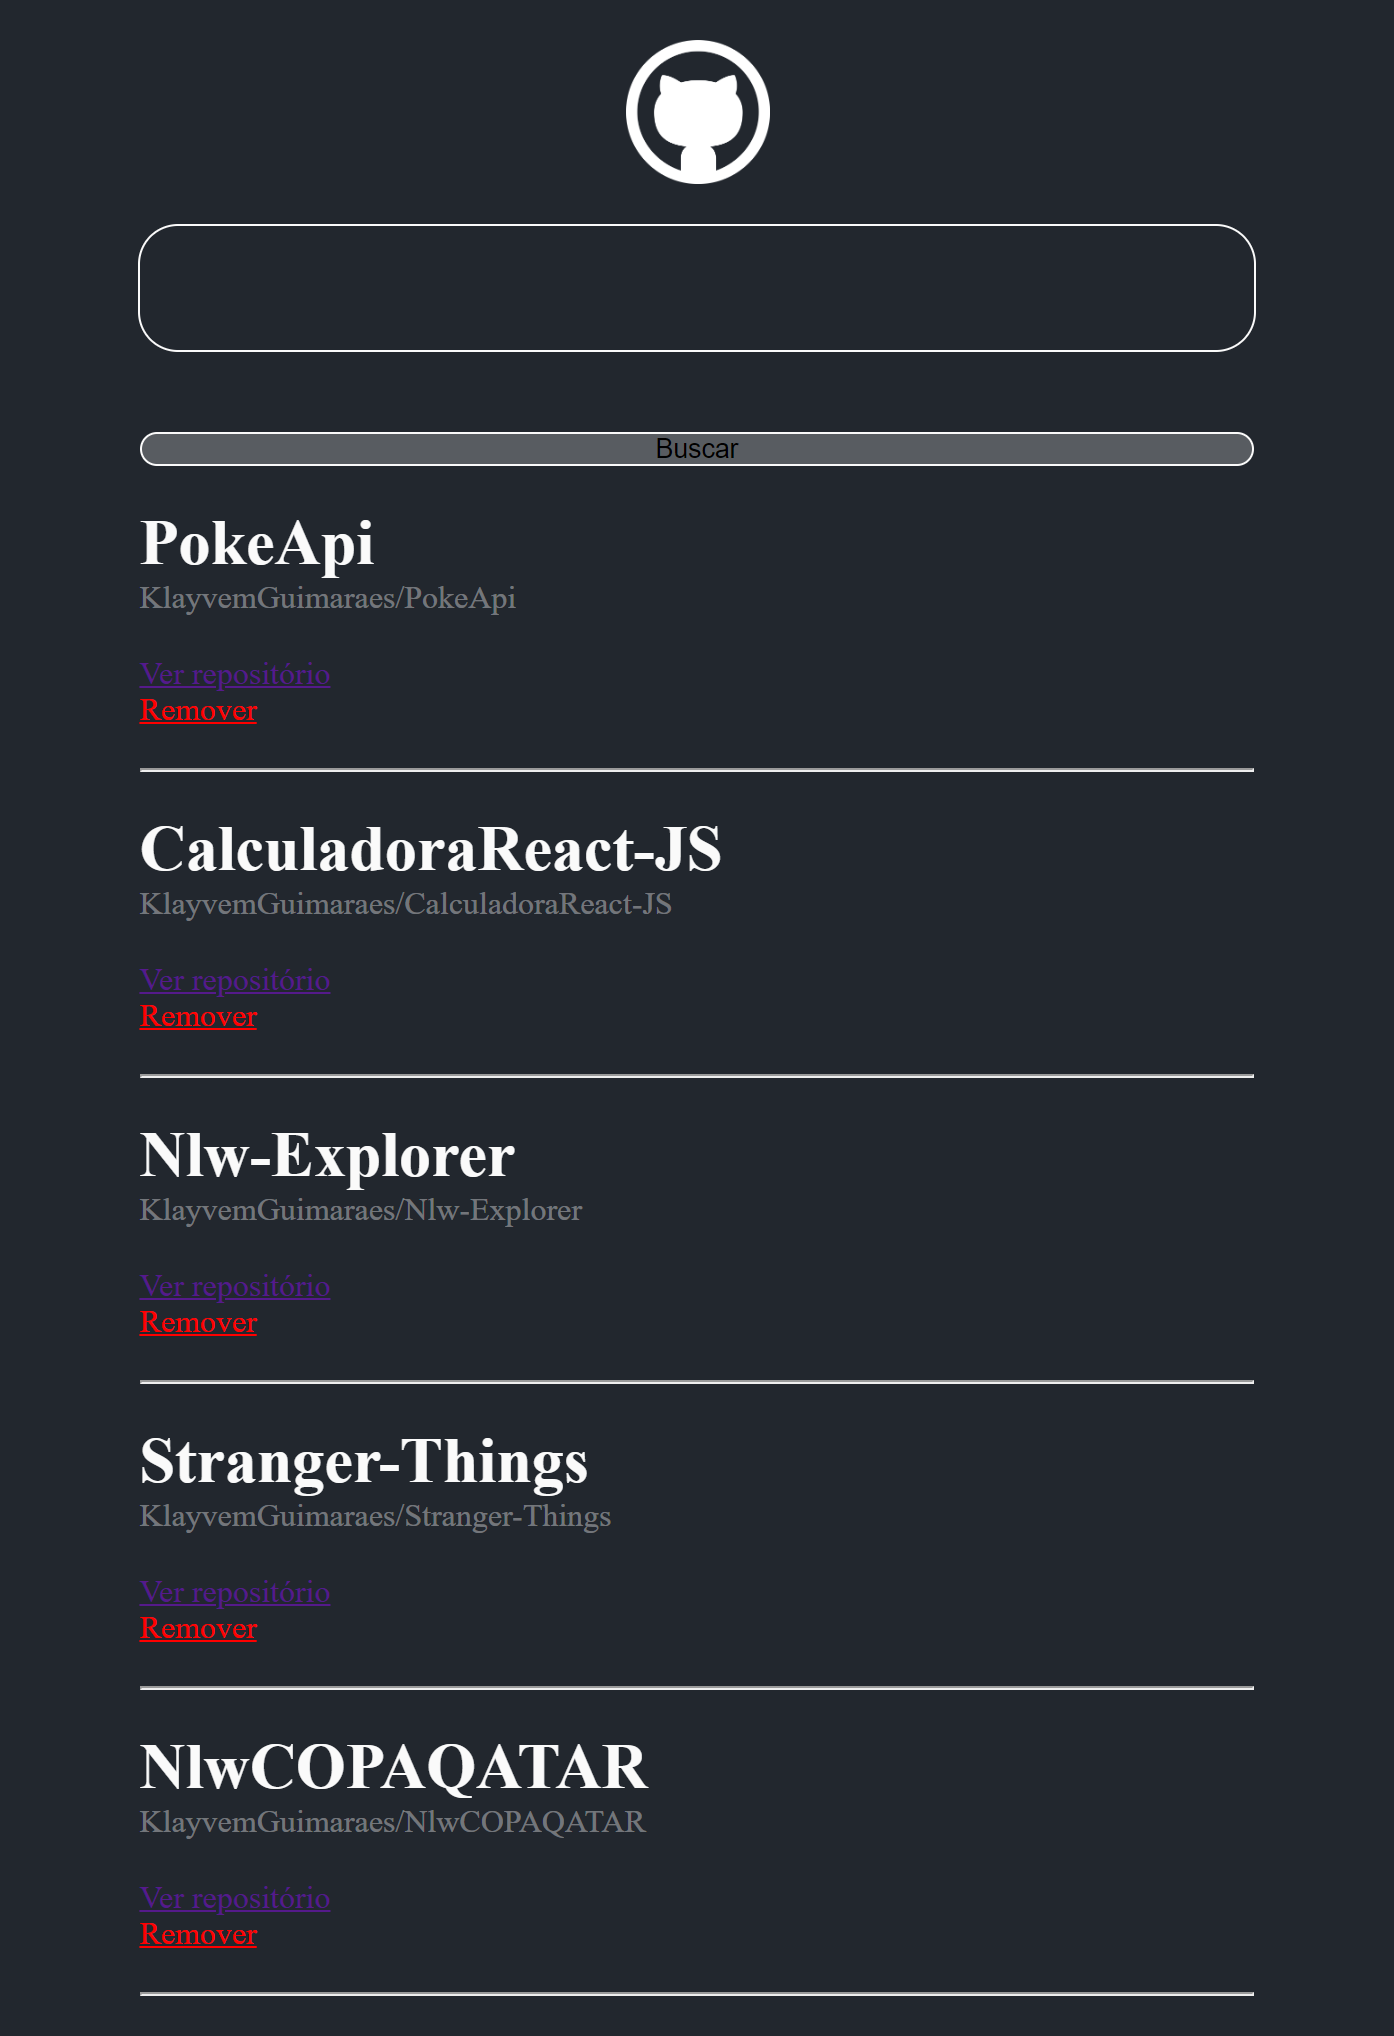 Buscar
PokeApi
KlayvemGuimaraes/PokeApi
Ver repositório
Remover
CalculadoraReact-JS
KlayvemGuimaraes/CalculadoraReact-JS
Ver repositório
Remover
Nlw-Explorer
KlayvemGuimaraes/Nlw-Explorer
Ver repositório
Remover
Stranger-Things
KlayvemGuimaraes/Stranger-Things
Ver repositório
Remover
NlwCOPAQATAR
KlayvemGuimaraes/NlwCOPAQATAR
Ver repositório
Remover